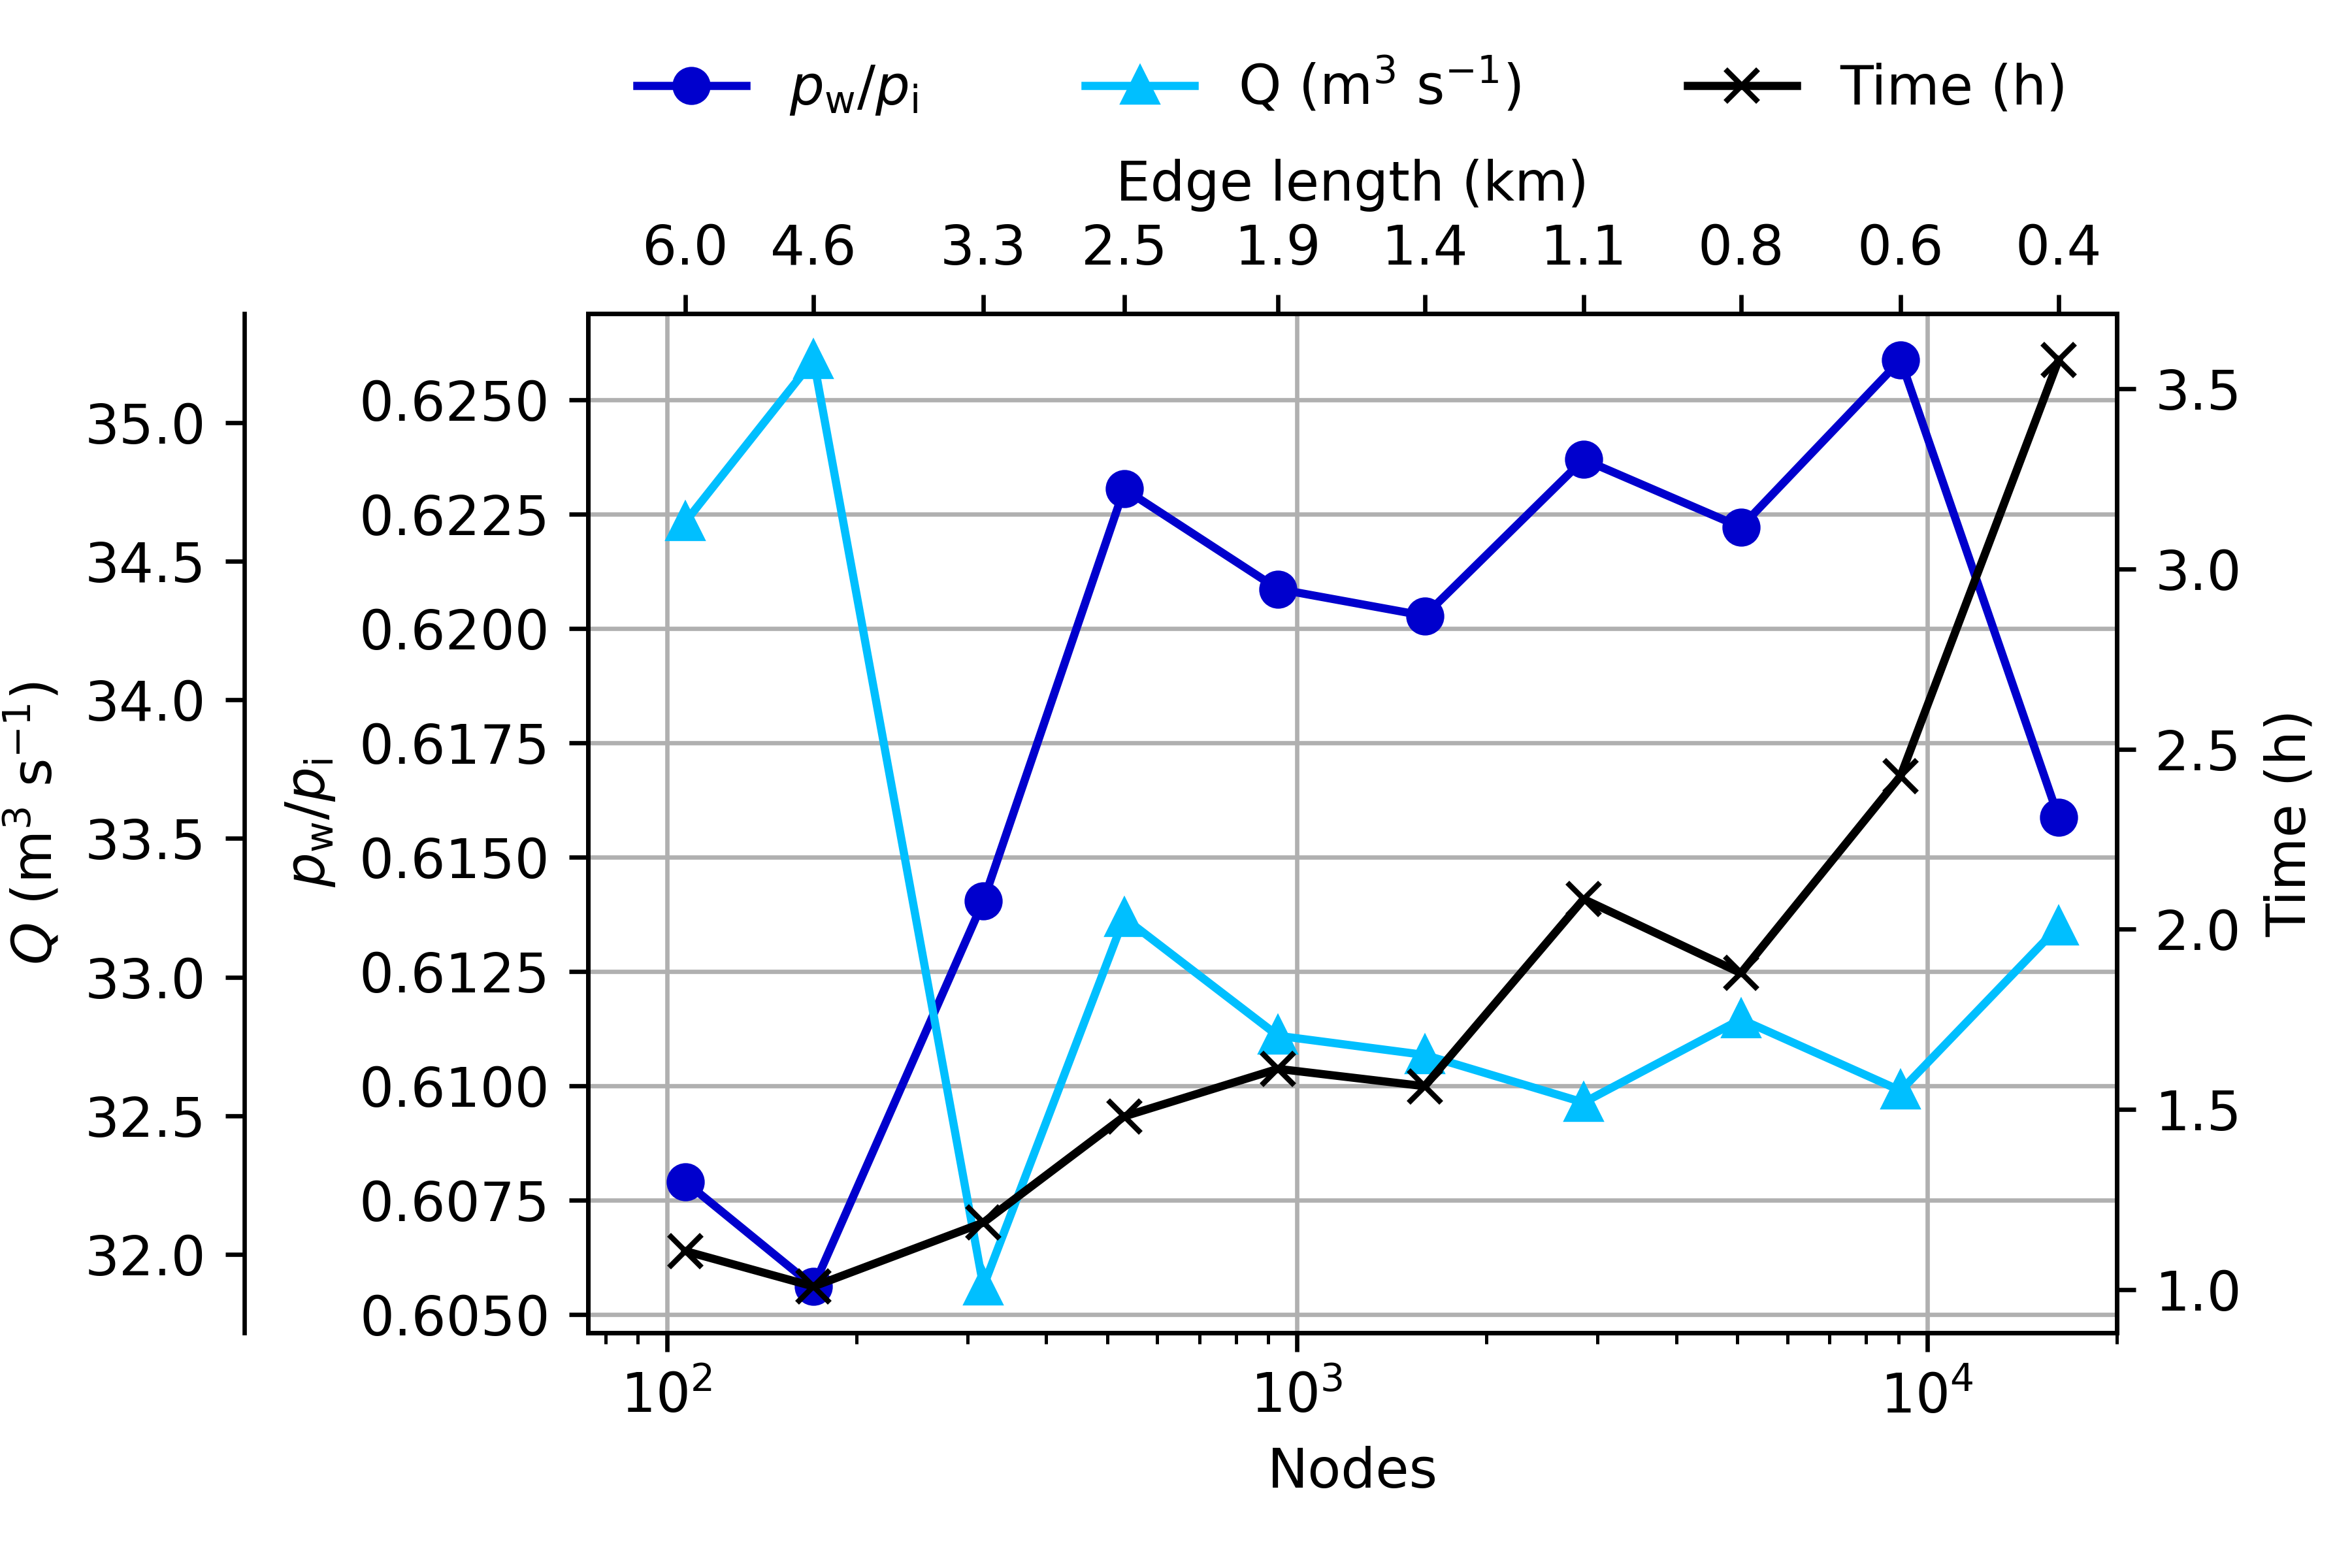 p_w/p_i Q (m³ s⁻¹) Time (h)
Edge length (km)
6.0 4.6 3.3 2.5 1.9 1.4 1.1 0.8 0.6 0.4
Q (m³ s⁻¹)
35.0
34.5
34.0
33.5
33.0
32.5
32.0
p_w/p_i
0.6250
0.6225
0.6200
0.6175
0.6150
0.6125
0.6100
0.6075
0.6050
3.5
3.0
2.5
2.0
1.5
1.0
Time (h)
10² 10³ 10⁴
Nodes